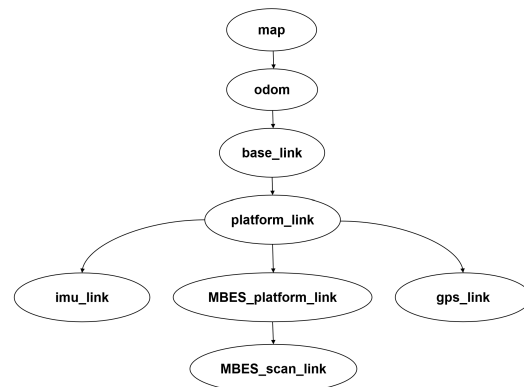 map
odom
base_link
platform_link
imu_link
MBES_platform_link
gps_link
MBES_scan_link